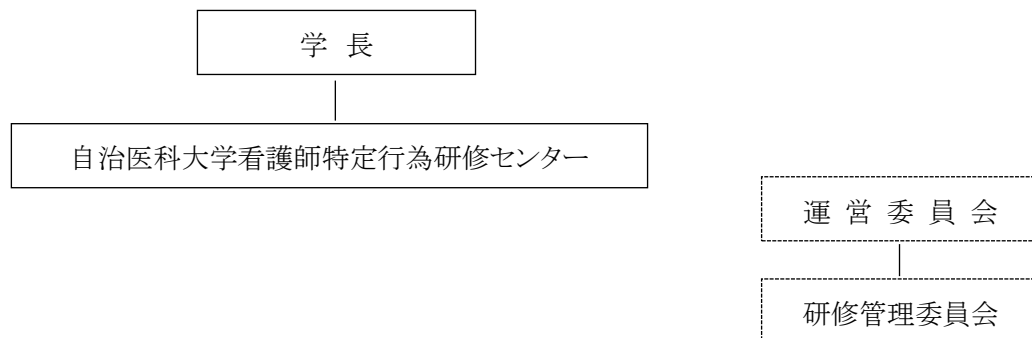 学 長
自治医科大学看護師特定行為研修センター
運 営 委 員 会
研修管理委員会